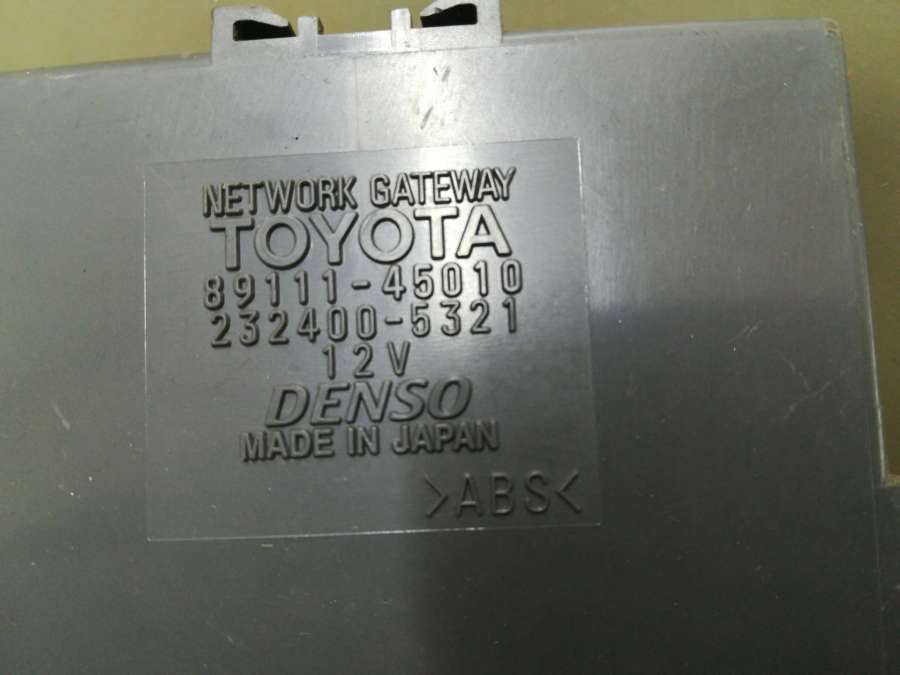 NETWORK GATEWAY
TOYOTA
89111-45010
232400-5321
12V
DENSO
MADE IN JAPAN
>ABS<